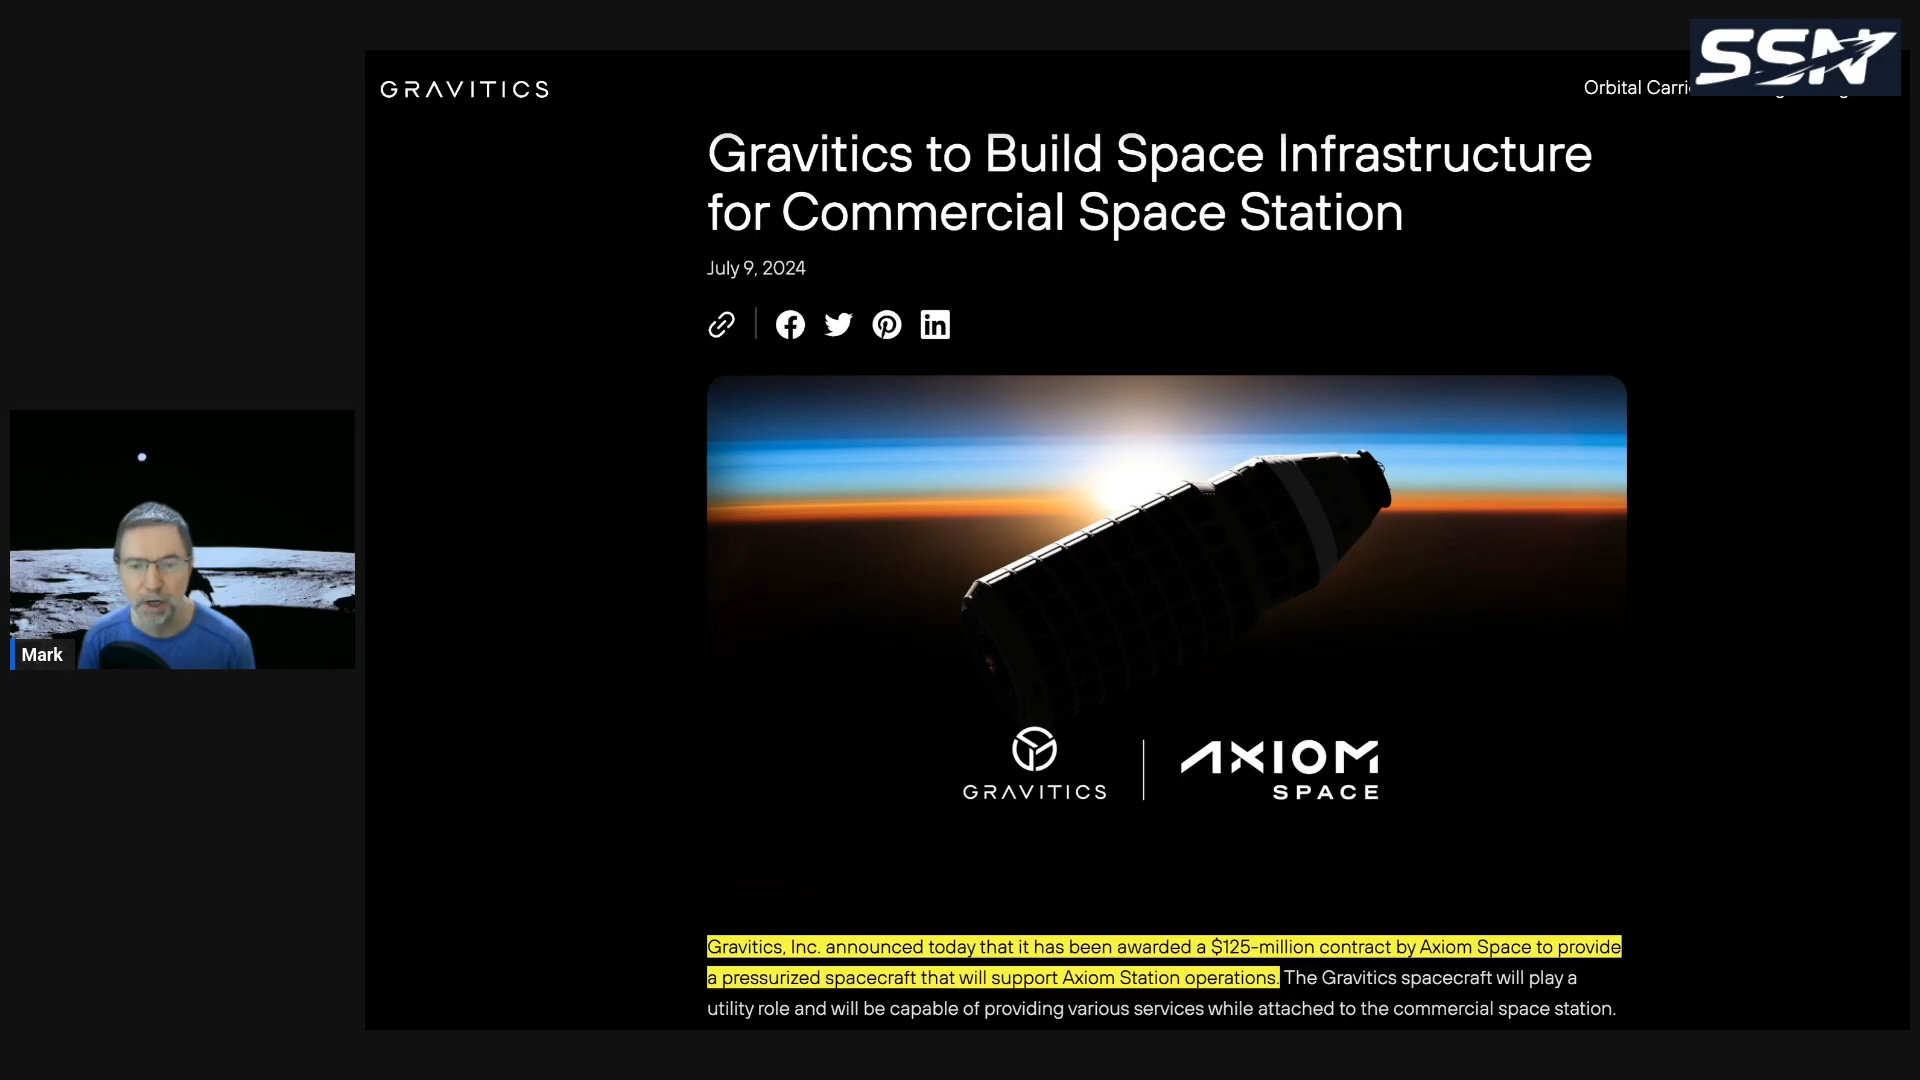 SSN
GRAVITICS
Orbital
Gravitics to Build Space Infrastructure
for Commercial Space Station
July 9, 2024
GRAVITICS
AXIOM
SPACE
Mark
Gravitics, Inc. announced today that it has been awarded a $125-million contract by Axiom Space to provide
a pressurized spacecraft that will support Axiom Station operations. The Gravitics spacecraft will play a
utility role and will be capable of providing various services while attached to the commercial space station.